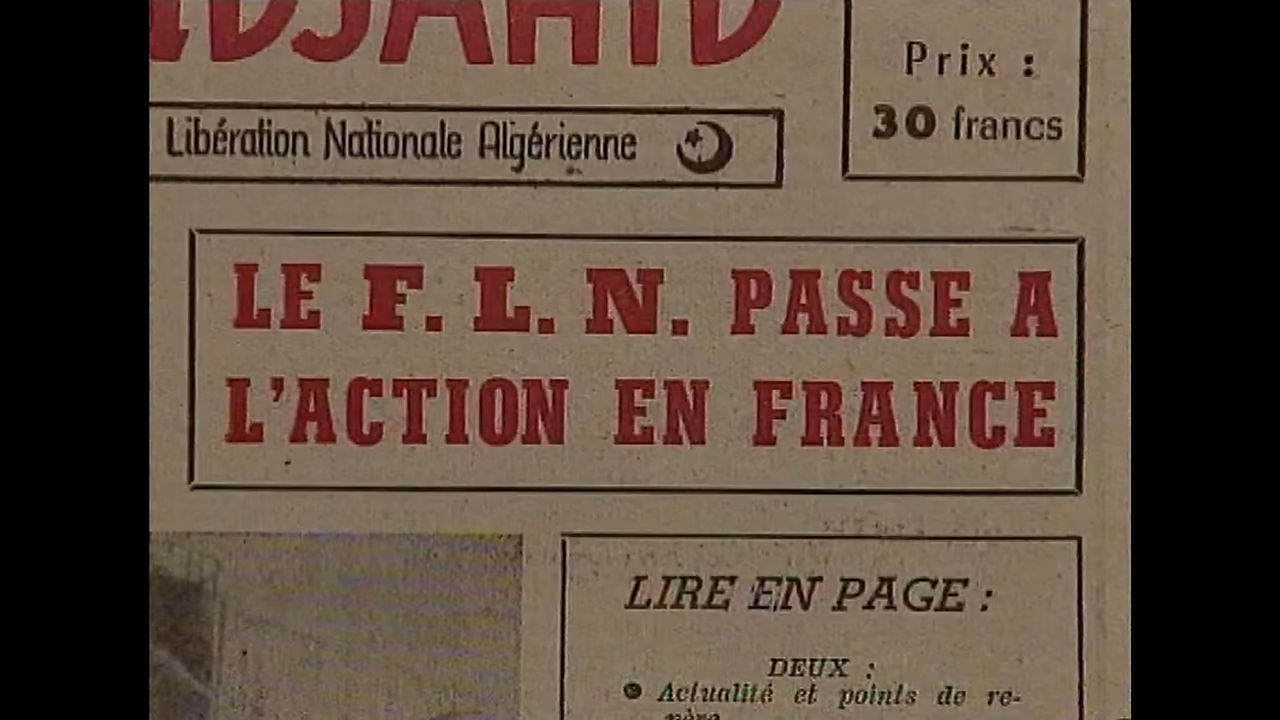 Prix :
30 francs
Libération Nationale Algérienne
LE F. L. N. PASSE A
L'ACTION EN FRANCE
LIRE EN PAGE :
DEUX :
● Actualité et points de re-